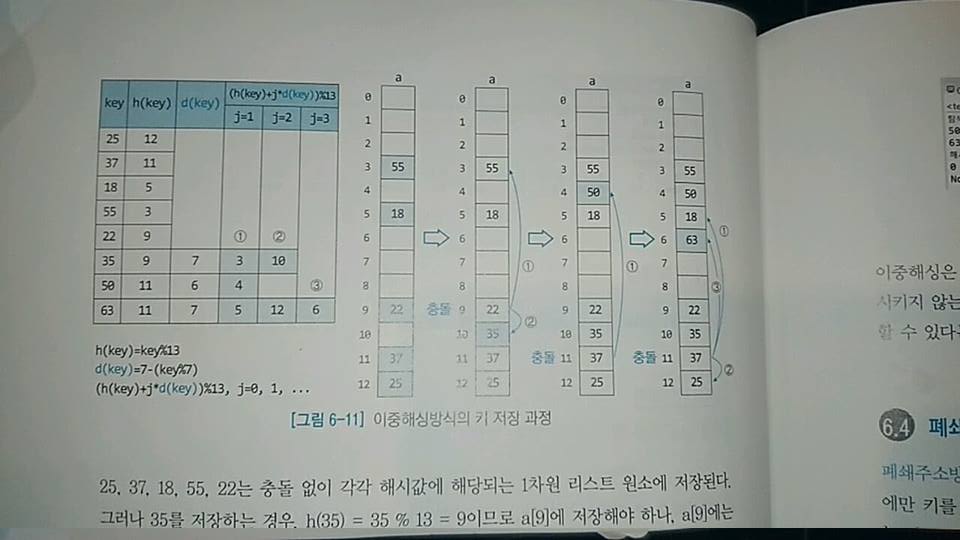 key h(key) d(key) (h(key)+j*d(key))%13
j=1 j=2 j=3
25 12
37 11
18 5
55 3
22 9 ① ②
35 9 7 3 10
50 11 6 4 ③
63 11 7 5 12 6
h(key)=key%13
d(key)=7-(key%7)
(h(key)+j*d(key))%13, j=0, 1, ...
a
0
1
2
3 55
4
5 18
6
7
8
9 22
10
11 37
12 25
a
0
1
2
3 55
4
5 18
6
7 ①
8
충돌 9 22
② 
10 35
11 37
12 25
a
0
1
2
3 55
4 50
5 18
6
7 ①
8
9 22
10 35
충돌 11 37
12 25
a
0
1
2
3 55
4 50
5 18 ①
6 63
7
8 ③
9 22
10 35
충돌 11 37
②
12 25
[그림 6-11] 이중해싱방식의 키 저장 과정
25, 37, 18, 55, 22는 충돌 없이 각각 해시값에 해당되는 1차원 리스트 원소에 저장된다.
그러나 35를 저장하는 경우, h(35) = 35 % 13 = 9이므로 a[9]에 저장해야 하나, a[9]에는
<te
탐색
50
63
해시
0
No
이중해싱은
시키지 않는
할 수 있다
6.4 폐쇄
폐쇄주소방
에만 키를